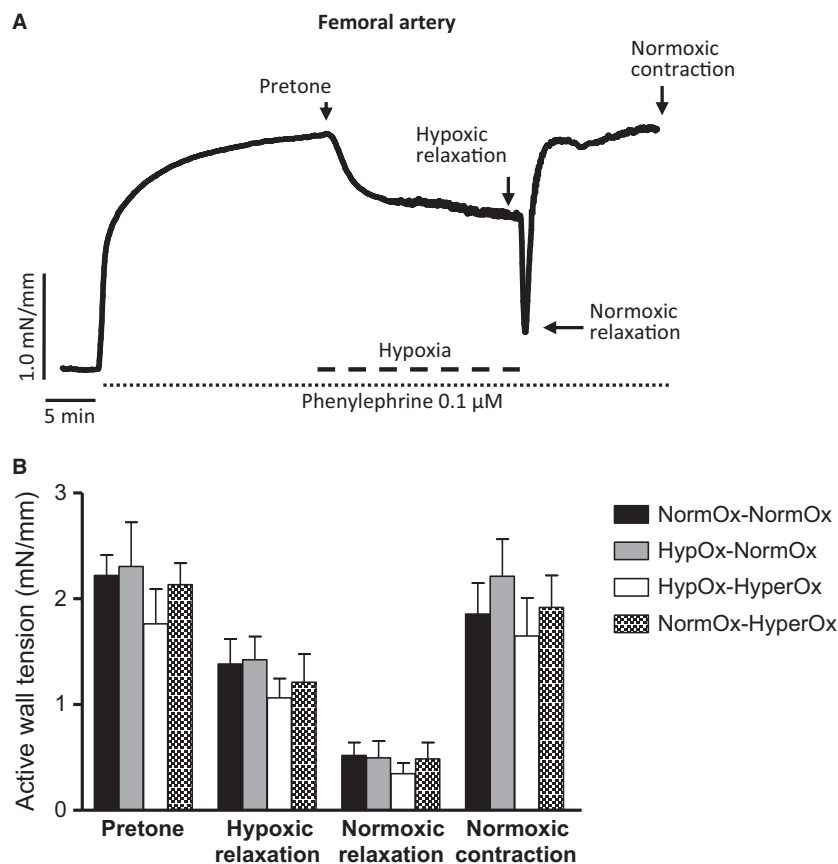 A
Femoral artery
Normoxic
contraction
Pretone
Hypoxic
relaxation
Normoxic
relaxation
1.0 mN/mm
Hypoxia
Phenylephrine 0.1 µM
5 min
B
3
2
1
0
Active wall tension (mN/mm)
NormOx-NormOx
HypOx-NormOx
HypOx-HyperOx
NormOx-HyperOx
Pretone
Hypoxic
relaxation
Normoxic
relaxation
Normoxic
contraction